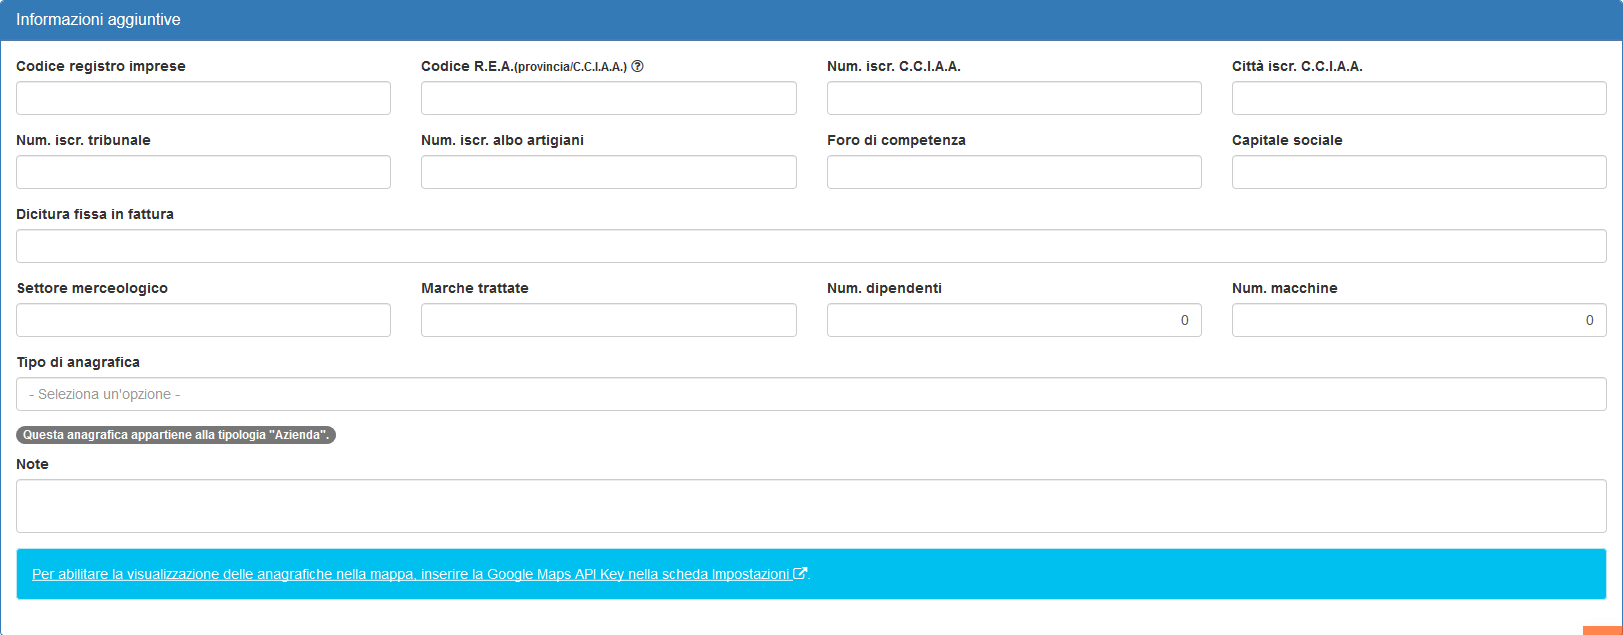 Informazioni aggiuntive
Codice registro imprese
Codice R.E.A.(provincia/C.C.I.A.A.)
Num. iscr. C.C.I.A.A.
Città iscr. C.C.I.A.A.
Num. iscr. tribunale
Num. iscr. albo artigiani
Foro di competenza
Capitale sociale
Dicitura fissa in fattura
Settore merceologico
Marche trattate
Num. dipendenti
Num. macchine
0
0
Tipo di anagrafica
- Seleziona un'opzione -
Questa anagrafica appartiene alla tipologia "Azienda".
Note
Per abilitare la visualizzazione delle anagrafiche nella mappa, inserire la Google Maps API Key nella scheda Impostazioni.